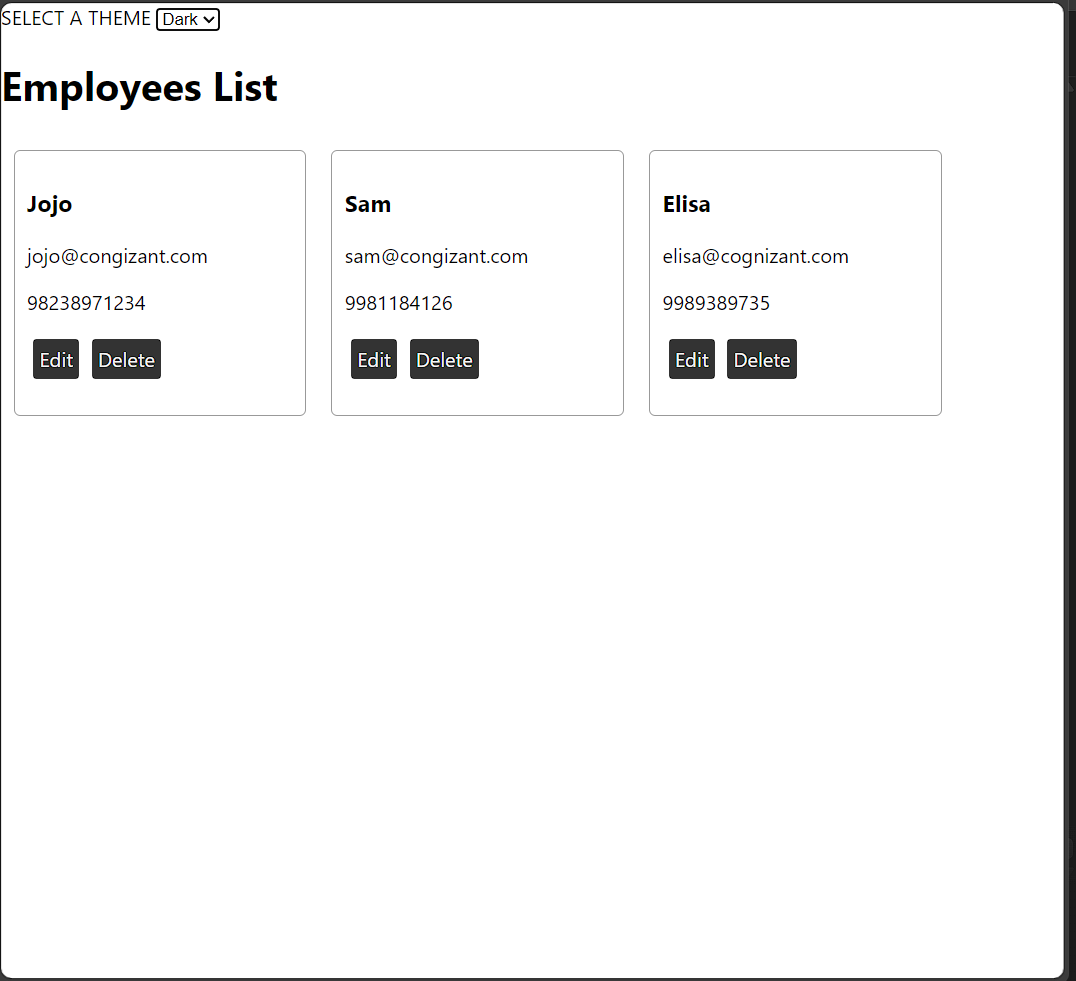 SELECT A THEME Dark
Employees List
Jojo
jojo@congizant.com
98238971234
Edit Delete
Sam
sam@congizant.com
9981184126
Edit Delete
Elisa
elisa@cognizant.com
9989389735
Edit Delete